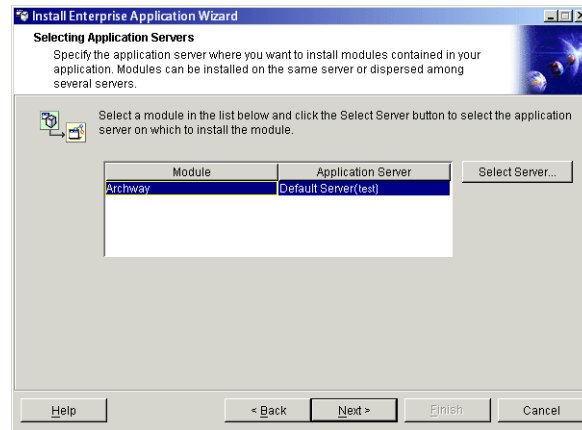 Install Enterprise Application Wizard
Selecting Application Servers
Specify the application server where you want to install modules contained in your
application. Modules can be installed on the same server or dispersed among
several servers.
Select a module in the list below and click the Select Server button to select the application
server on which to install the module.
Module Application Server Select Server...
Archway Default Server(test)
Help < Back Next > Finish Cancel